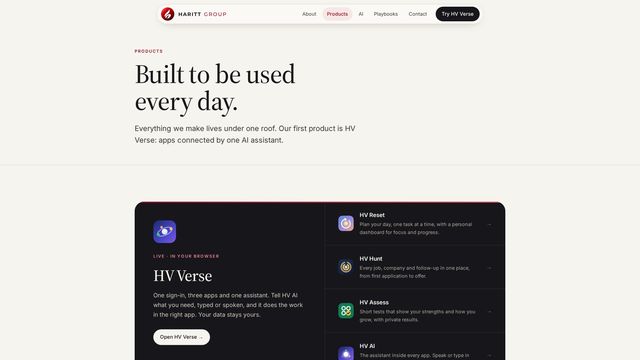 HARITT GROUP
About
Products
AI
Playbooks
Contact
Try HV Verse
PRODUCTS
Built to be used
every day.
Everything we make lives under one roof. Our first product is HV
Verse: apps connected by one AI assistant.
LIVE · IN YOUR BROWSER
HV Verse
One sign-in, three apps and one assistant. Tell HV AI
what you need, typed or spoken, and it does the work
in the right app. Your data stays yours.
Open HV Verse →
HV Reset
Plan your day, one task at a time, with a personal
dashboard for focus and progress.
→
HV Hunt
Every job, company and follow-up in one place,
from first application to offer.
→
HV Assess
Short tests that show your strengths and how you
grow, with private results.
→
HV AI
The assistant inside every app. Speak or type in
→